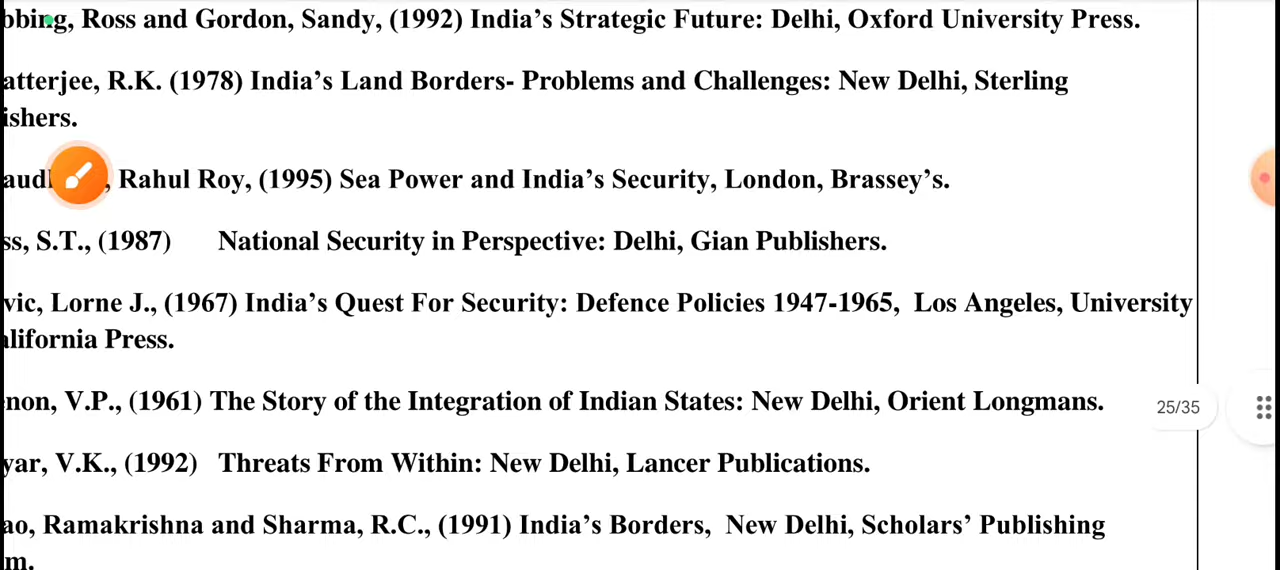 bbing, Ross and Gordon, Sandy, (1992) India’s Strategic Future: Delhi, Oxford University Press.
atterjee, R.K. (1978) India’s Land Borders- Problems and Challenges: New Delhi, Sterling
ishers.
Rahul Roy, (1995) Sea Power and India’s Security, London, Brassey’s.
ss, S.T., (1987) National Security in Perspective: Delhi, Gian Publishers.
vic, Lorne J., (1967) India’s Quest For Security: Defence Policies 1947-1965, Los Angeles, University
alifornia Press.
enon, V.P., (1961) The Story of the Integration of Indian States: New Delhi, Orient Longmans.
25/35
yar, V.K., (1992) Threats From Within: New Delhi, Lancer Publications.
ao, Ramakrishna and Sharma, R.C., (1991) India’s Borders, New Delhi, Scholars’ Publishing
m.